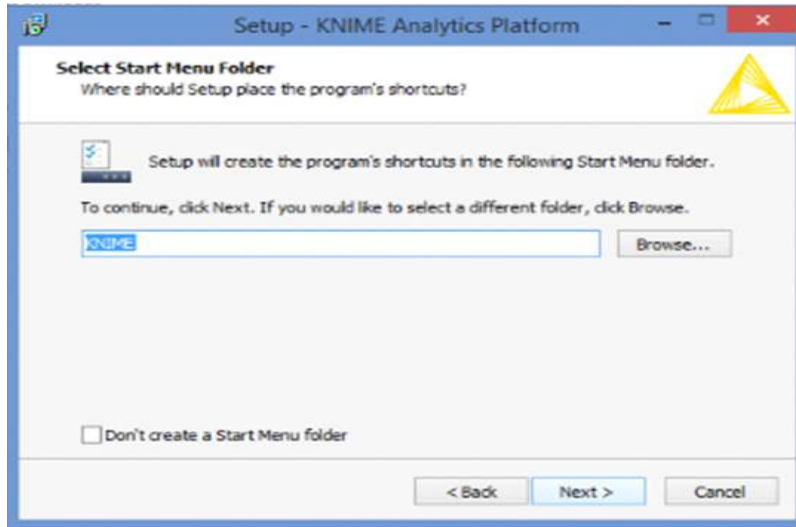 Setup - KNIME Analytics Platform
Select Start Menu Folder
Where should Setup place the program's shortcuts?
Setup will create the program's shortcuts in the following Start Menu folder.
To continue, click Next. If you would like to select a different folder, click Browse.
KNIME
Browse...
Don't create a Start Menu folder
< Back
Next >
Cancel